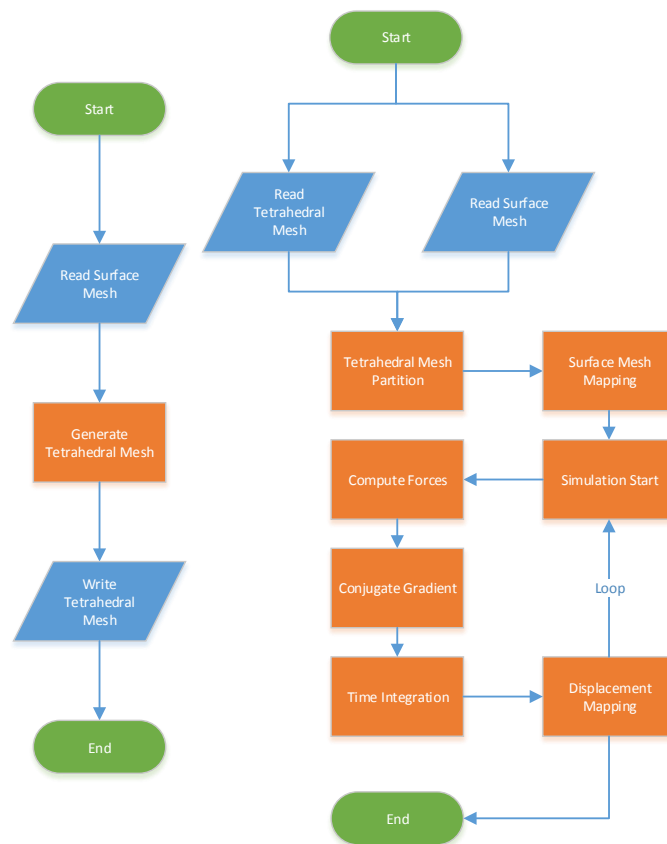 Start
Read Surface
Mesh
Generate
Tetrahedral Mesh
Write
Tetrahedral
Mesh
End
Start
Read
Tetrahedral
Mesh
Read Surface
Mesh
Tetrahedral Mesh
Partition
Surface Mesh
Mapping
Compute Forces
Simulation Start
Conjugate Gradient
Loop
Time Integration
Displacement
Mapping
End